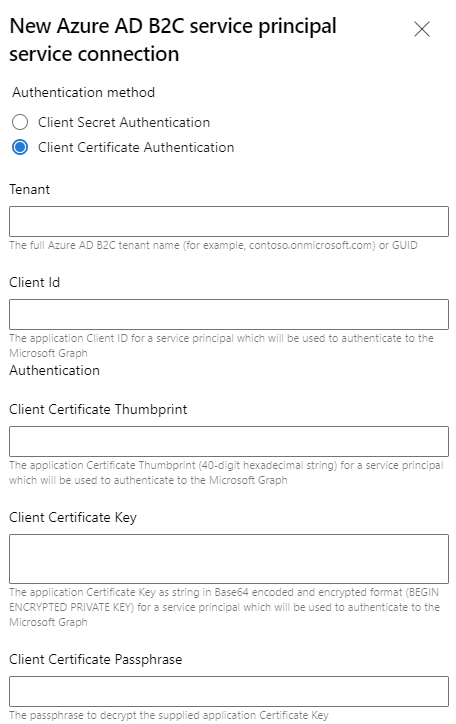 New Azure AD B2C service principal
service connection
Authentication method
Client Secret Authentication
Client Certificate Authentication
Tenant
The full Azure AD B2C tenant name (for example, contoso.onmicrosoft.com) or GUID
Client Id
The application Client ID for a service principal which will be used to authenticate to the
Microsoft Graph
Authentication
Client Certificate Thumbprint
The application Certificate Thumbprint (40-digit hexadecimal string) for a service principal
which will be used to authenticate to the Microsoft Graph
Client Certificate Key
The application Certificate Key as string in Base64 encoded and encrypted format (BEGIN
ENCRYPTED PRIVATE KEY) for a service principal which will be used to authenticate to the
Microsoft Graph
Client Certificate Passphrase
The passphrase to decrypt the supplied application Certificate Key